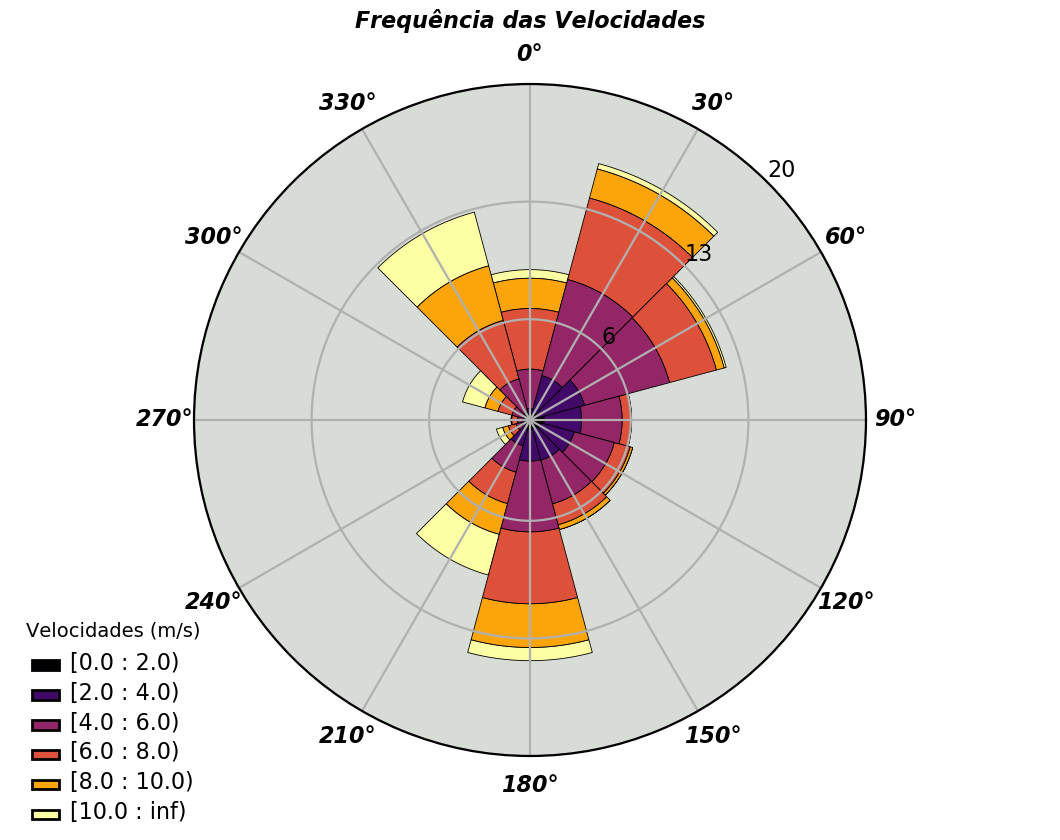 Frequência das Velocidades
0°
330°
30°
20
300°
60°
13
6
270°
90°
240°
120°
210°
150°
180°
Velocidades (m/s)
[0.0 : 2.0)
[2.0 : 4.0)
[4.0 : 6.0)
[6.0 : 8.0)
[8.0 : 10.0)
[10.0 : inf)